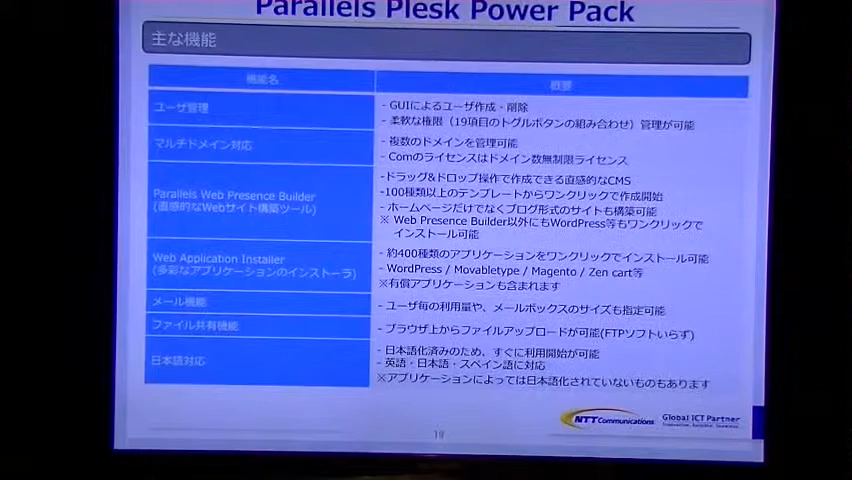 Parallels Plesk Power Pack
主な機能
機能名
概要
ユーザ管理
- GUIによるユーザ作成・削除
- 柔軟な権限（19項目のトグルボタンの組み合わせ）管理が可能
マルチドメイン対応
- 複数のドメインを管理可能
- Comのライセンスはドメイン数無制限ライセンス
Parallels Web Presence Builder
(直感的なWebサイト構築ツール)
-ドラッグ&ドロップ操作で作成できる直感的なCMS
-100種類以上のテンプレートからワンクリックで作成開始
- ホームページだけでなくブログ形式のサイトも構築可能
※ Web Presence Builder以外にもWordPress等もワンクリックで
インストール可能
Web Application Installer
(多彩なアプリケーションのインストーラ)
- 約400種類のアプリケーションをワンクリックでインストール可能
- WordPress / Movabletype / Magento / Zen cart等
※有償アプリケーションも含まれます
メール機能
- ユーザ毎の利用量や、メールボックスのサイズも指定可能
ファイル共有機能
- ブラウザ上からファイルアップロードが可能(FTPソフトいらず)
日本語対応
- 日本語化済みのため、すぐに利用開始が可能
- 英語・日本語・スペイン語に対応
※アプリケーションによっては日本語化されていないものもあります
19
NTT Communications
Global ICT Partner